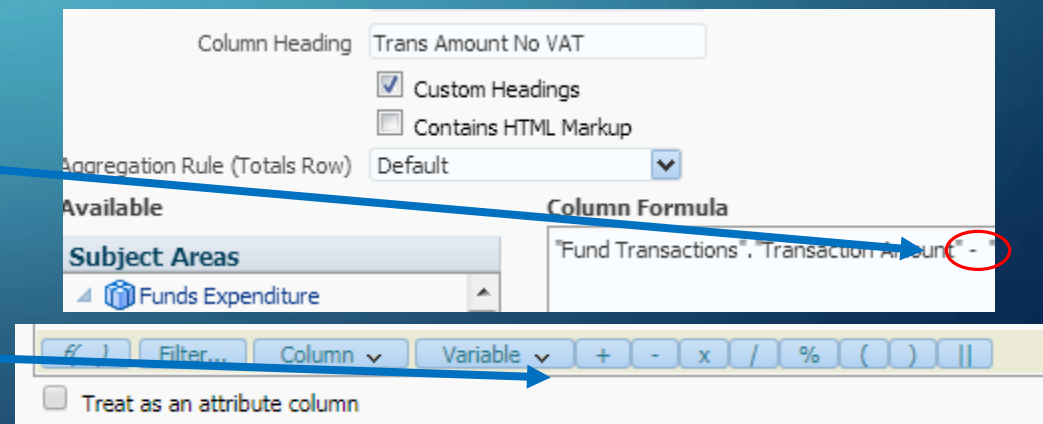 Column Heading Trans Amount No VAT
Custom Headings
Contains HTML Markup
Aggregation Rule (Totals Row) Default
Available Column Formula
Subject Areas
"Fund Transactions"."Transaction Amount" - "
Funds Expenditure
f(...) Filter... Column Variable + - x / % ( ) ||
Treat as an attribute column